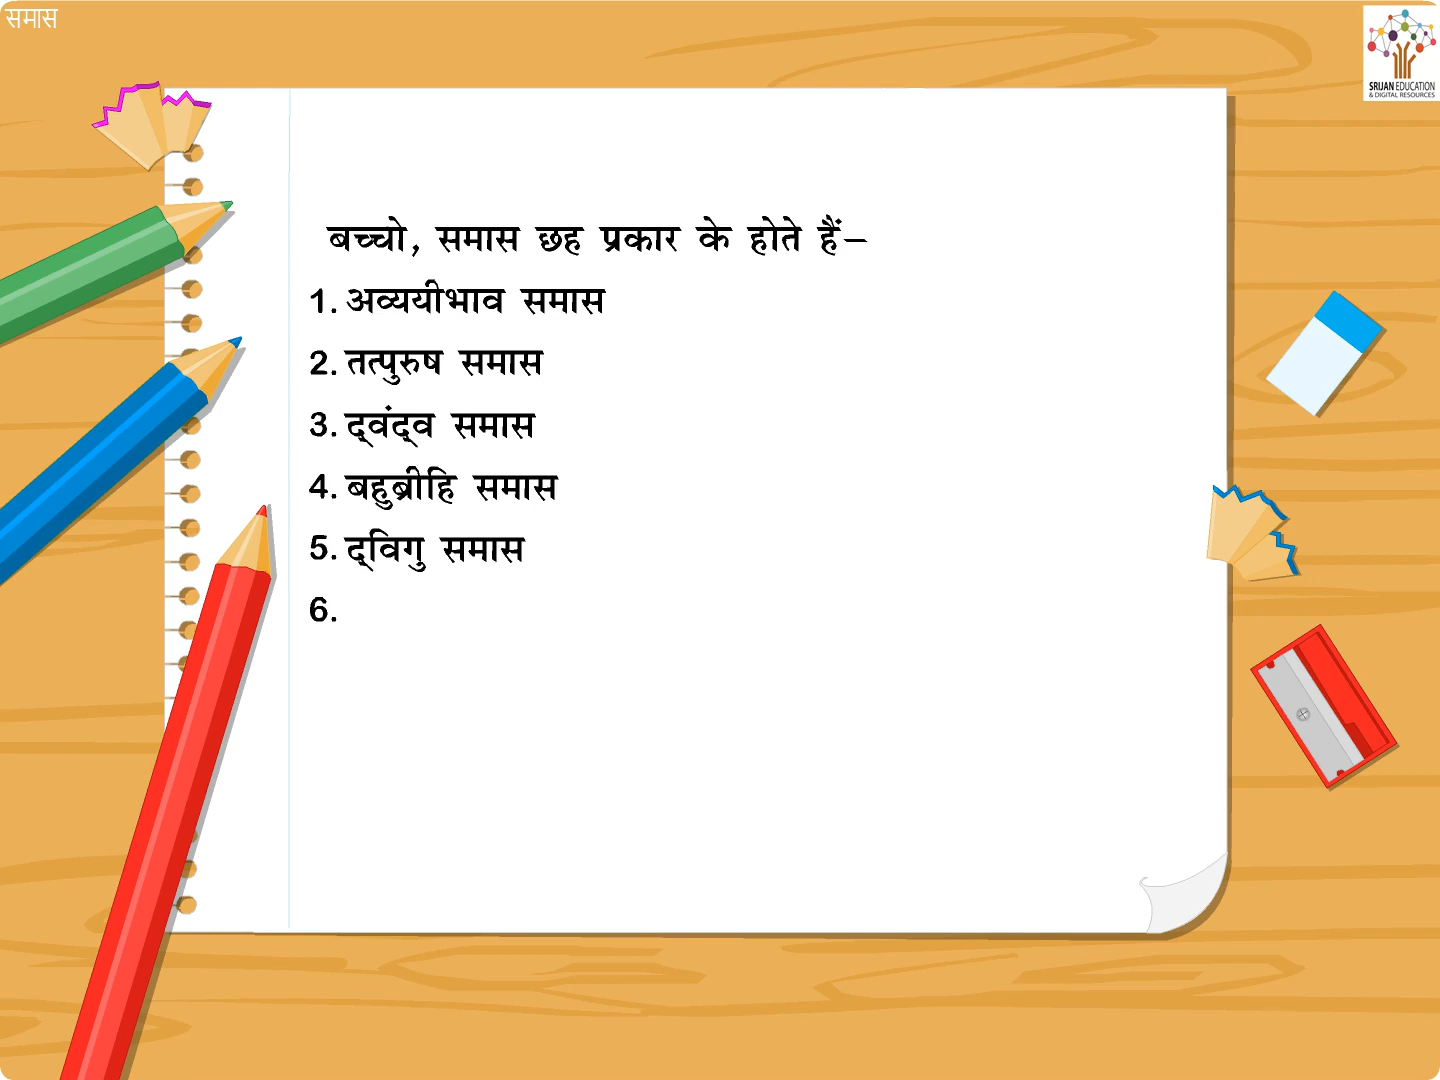 समास
SRIJAN EDUCATION
& DIGITAL RESOURCES
बच्चो, समास छह प्रकार के होते हैं–
1. अव्ययीभाव समास
2. तत्पुरुष समास
3. द्‌वंद्‌व समास
4. बहुब्रीहि समास
5. द्‌विगु समास
6.